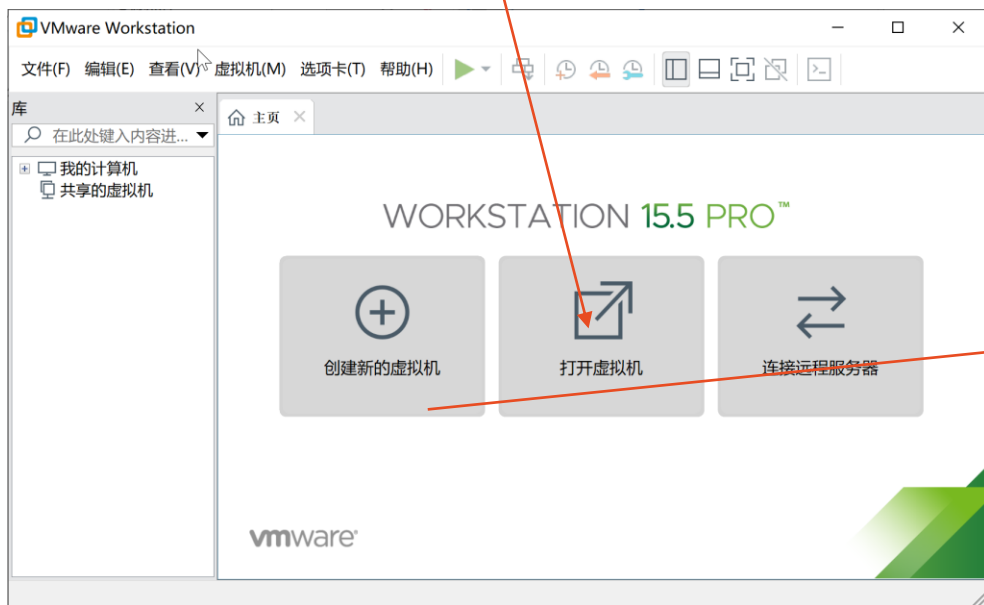 VMware Workstation
文件(F) 编辑(E) 查看(V) 虚拟机(M) 选项卡(T) 帮助(H)
库
主页
在此处键入内容进...
我的计算机
共享的虚拟机
WORKSTATION 15.5 PRO™
创建新的虚拟机 打开虚拟机 连接远程服务器
vmware®